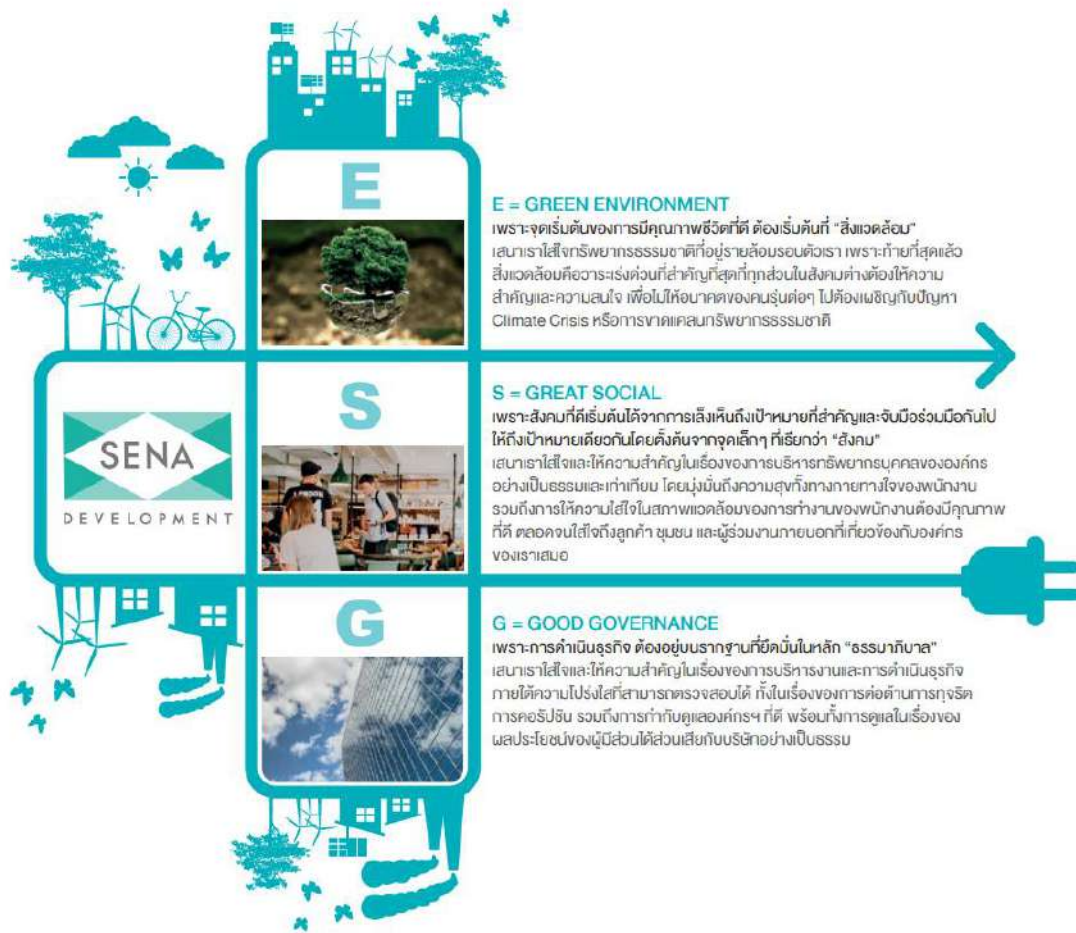 E
E = GREEN ENVIRONMENT
เพราะจุดเริ่มต้นของการมีคุณภาพชีวิตที่ดี ต้องเริ่มต้นที่ “สิ่งแวดล้อม”
เสนาเราใส่ใจทรัพยากรธรรมชาติที่อยู่รายล้อมรอบตัวเรา เพราะท้ายที่สุดแล้ว
สิ่งแวดล้อมคือวาระเร่งด่วนที่สำคัญที่สุดที่ทุกส่วนในสังคมต่างต้องให้ความ
สำคัญและความสนใจ เพื่อไม่ให้อนาคตของคนรุ่นต่อๆ ไปต้องเผชิญกับปัญหา
Climate Crisis หรือการขาดแคลนทรัพยากรธรรมชาติ
SENA
DEVELOPMENT
S
S = GREAT SOCIAL
เพราะสังคมที่ดีเริ่มต้นได้จากการเล็งเห็นถึงเป้าหมายที่สำคัญและจับมือร่วมมือกันไป
ให้ถึงเป้าหมายเดียวกันโดยตั้งต้นจากจุดเล็กๆ ที่เรียกว่า “สังคม”
เสนาเราใส่ใจและให้ความสำคัญในเรื่องของการบริหารทรัพยากรบุคคลขององค์กร
อย่างเป็นธรรมและเท่าเทียม โดยมุ่งมั่นถึงความสุขทั้งทางกายทางใจของพนักงาน
รวมถึงการให้ความใส่ใจในสภาพแวดล้อมของการทำงานของพนักงานต้องมีคุณภาพ
ที่ดี ตลอดจนใส่ใจถึงลูกค้า ชุมชน และผู้ร่วมงานภายนอกที่เกี่ยวข้องกับองค์กร
ของเราเสมอ
G
G = GOOD GOVERNANCE
เพราะการดำเนินธุรกิจ ต้องอยู่บนรากฐานที่ยึดมั่นในหลัก “ธรรมาภิบาล”
เสนาเราใส่ใจและให้ความสำคัญในเรื่องของการบริหารงานและการดำเนินธุรกิจ
ภายใต้ความโปร่งใสที่สามารถตรวจสอบได้ ทั้งในเรื่องของการต่อต้านการทุจริต
การคอรัปชัน รวมถึงการกำกับดูแลองค์กรฯ ที่ดี พร้อมทั้งการดูแลในเรื่องของ
ผลประโยชน์ของผู้มีส่วนได้ส่วนเสียกับบริษัทอย่างเป็นธรรม